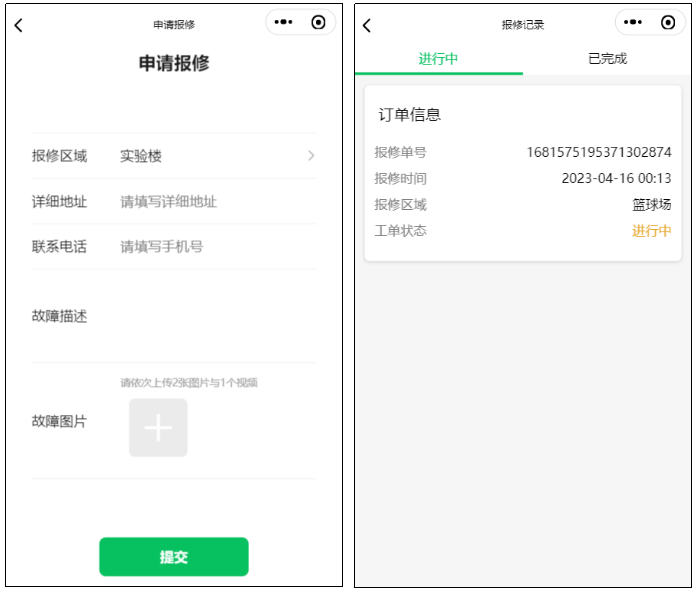 申请报修
申请报修
报修区域 实验楼
详细地址 请填写详细地址
联系电话 请填写手机号
故障描述
请依次上传2张图片与1个视频
故障图片
提交
报修记录
进行中 已完成
订单信息
报修单号 1681575195371302874
报修时间 2023-04-16 00:13
报修区域 篮球场
工单状态 进行中